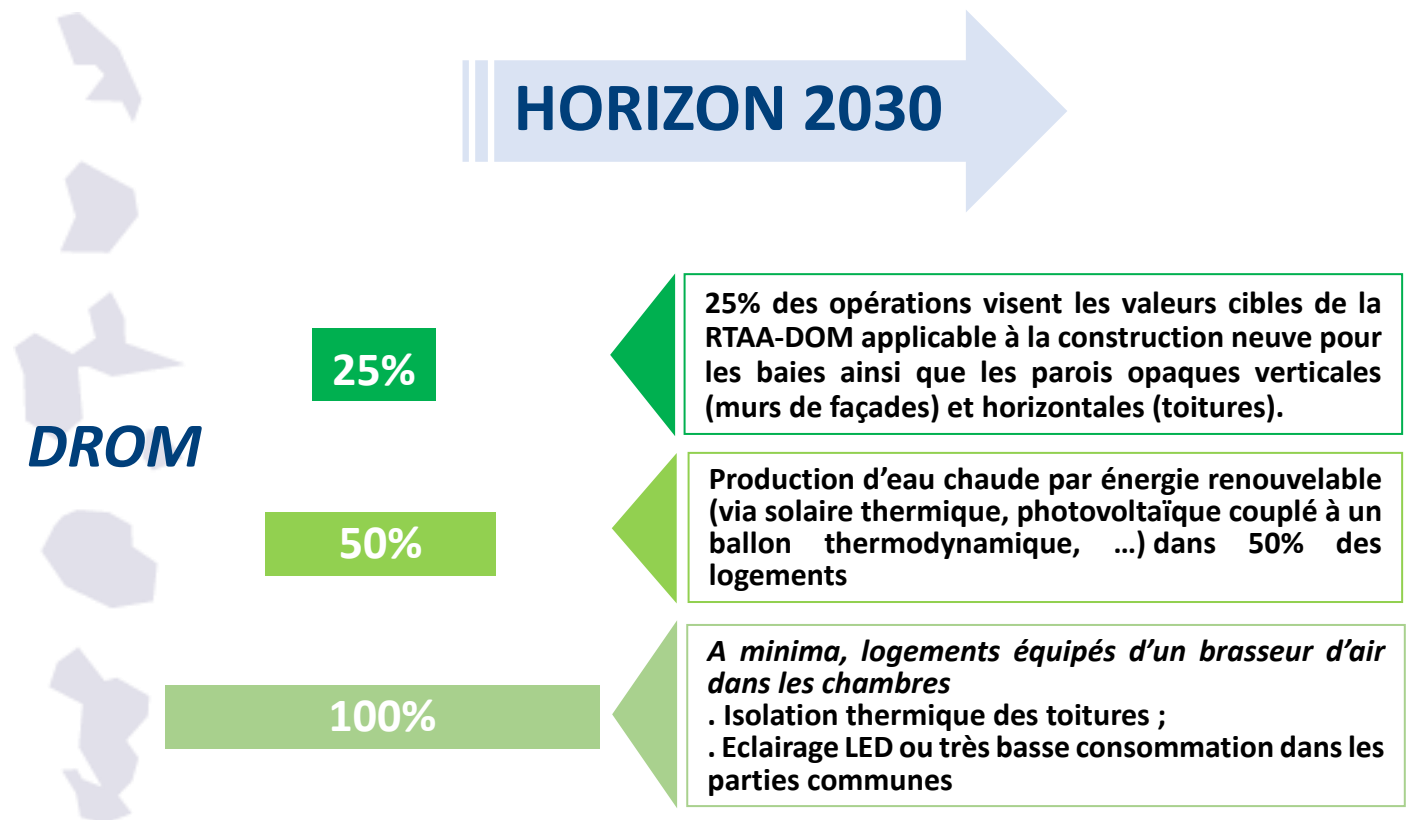 HORIZON 2030
25% des opérations visent les valeurs cibles de la
RTAA-DOM applicable à la construction neuve pour
les baies ainsi que les parois opaques verticales
(murs de façades) et horizontales (toitures).
25%
DROM
Production d’eau chaude par énergie renouvelable
(via solaire thermique, photovoltaïque couplé à un
ballon thermodynamique, …) dans 50% des
logements
50%
A minima, logements équipés d’un brasseur d’air
dans les chambres
. Isolation thermique des toitures ;
. Eclairage LED ou très basse consommation dans les
parties communes
100%